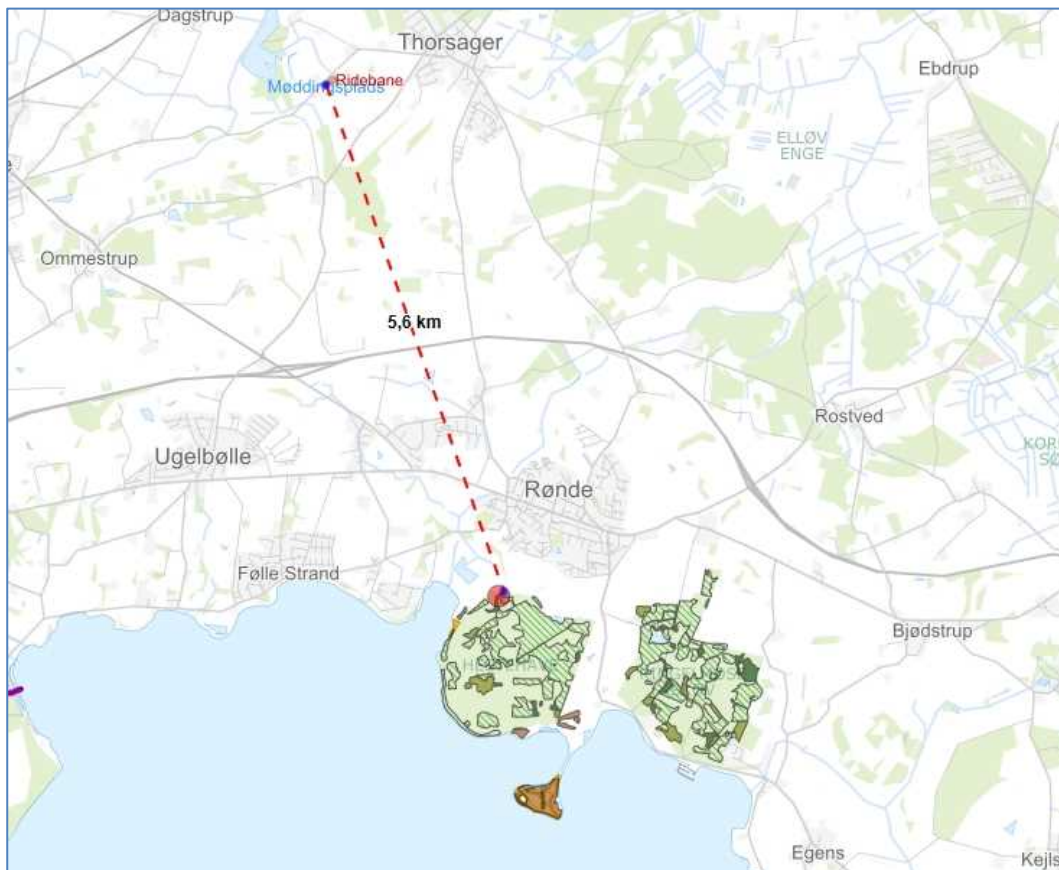 Dagstrup
Thorsager
Ridebane
Møddingsplads
Ebdrup
ELLØV
ENGE
Ommestrup
5,6 km
Rostved
Ugelbølle
Rønde
Følle Strand
Bjødstrup
Egens